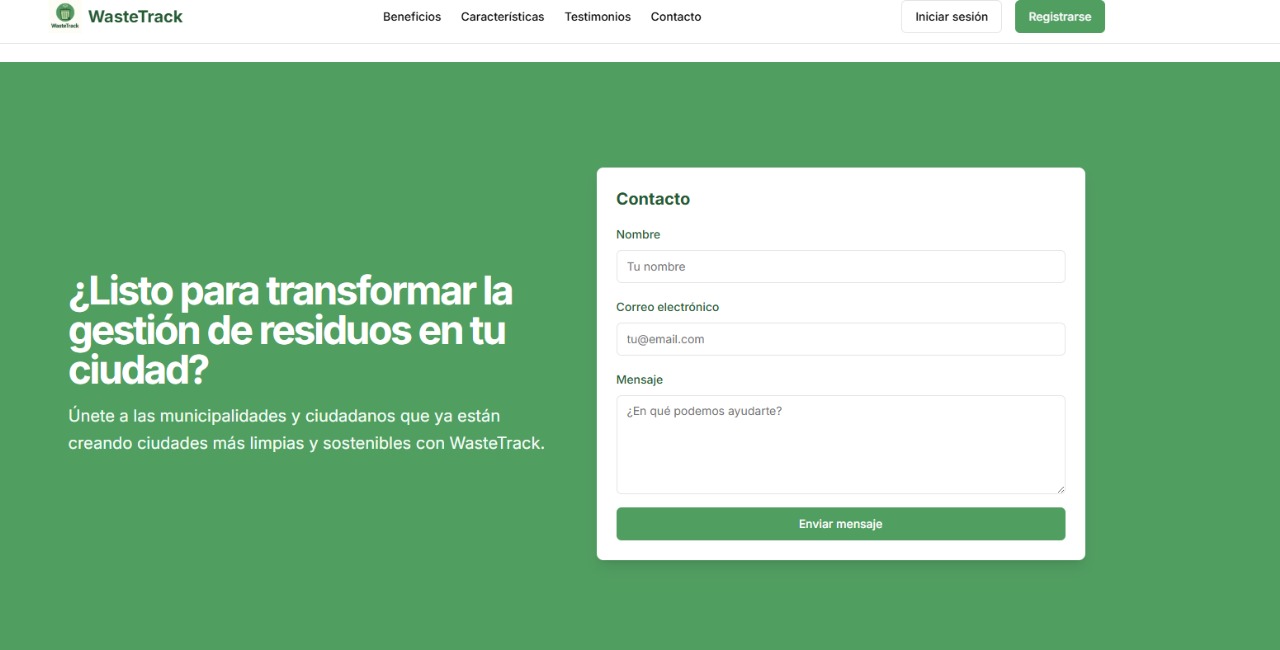 WasteTrack
WasteTrack
Beneficios
Características
Testimonios
Contacto
Iniciar sesión
Registrarse
¿Listo para transformar la
gestión de residuos en tu
ciudad?
Únete a las municipalidades y ciudadanos que ya están
creando ciudades más limpias y sostenibles con WasteTrack.
Contacto
Nombre
Tu nombre
Correo electrónico
tu@email.com
Mensaje
¿En qué podemos ayudarte?
Enviar mensaje